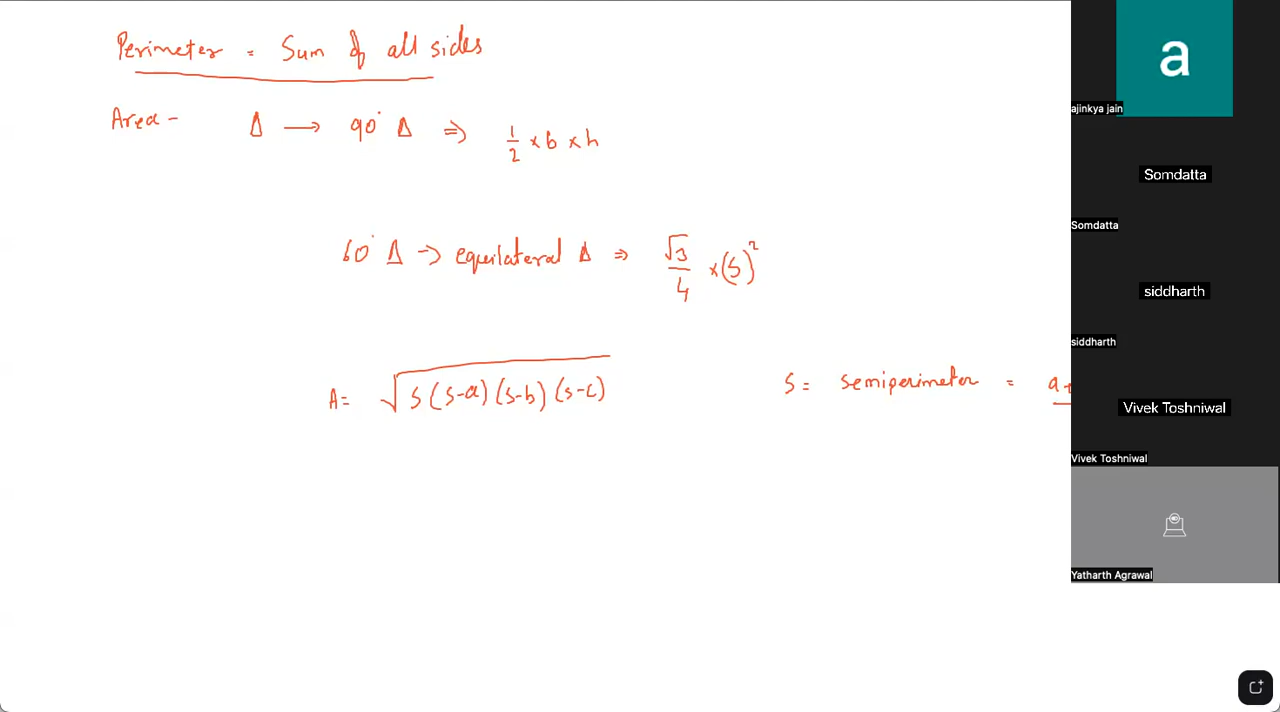 Perimeter = Sum of all sides
Area - Δ → 90° Δ ⇒ 1/2 × b × h
60° Δ → equilateral Δ ⇒ √3/4 × (S)²
A = √S(S-a)(S-b)(S-c) S = semiperimeter = a+
a
ajinkya jain
Somdatta
Somdatta
siddharth
siddharth
Vivek Toshniwal
Vivek Toshniwal
Yatharth Agrawal